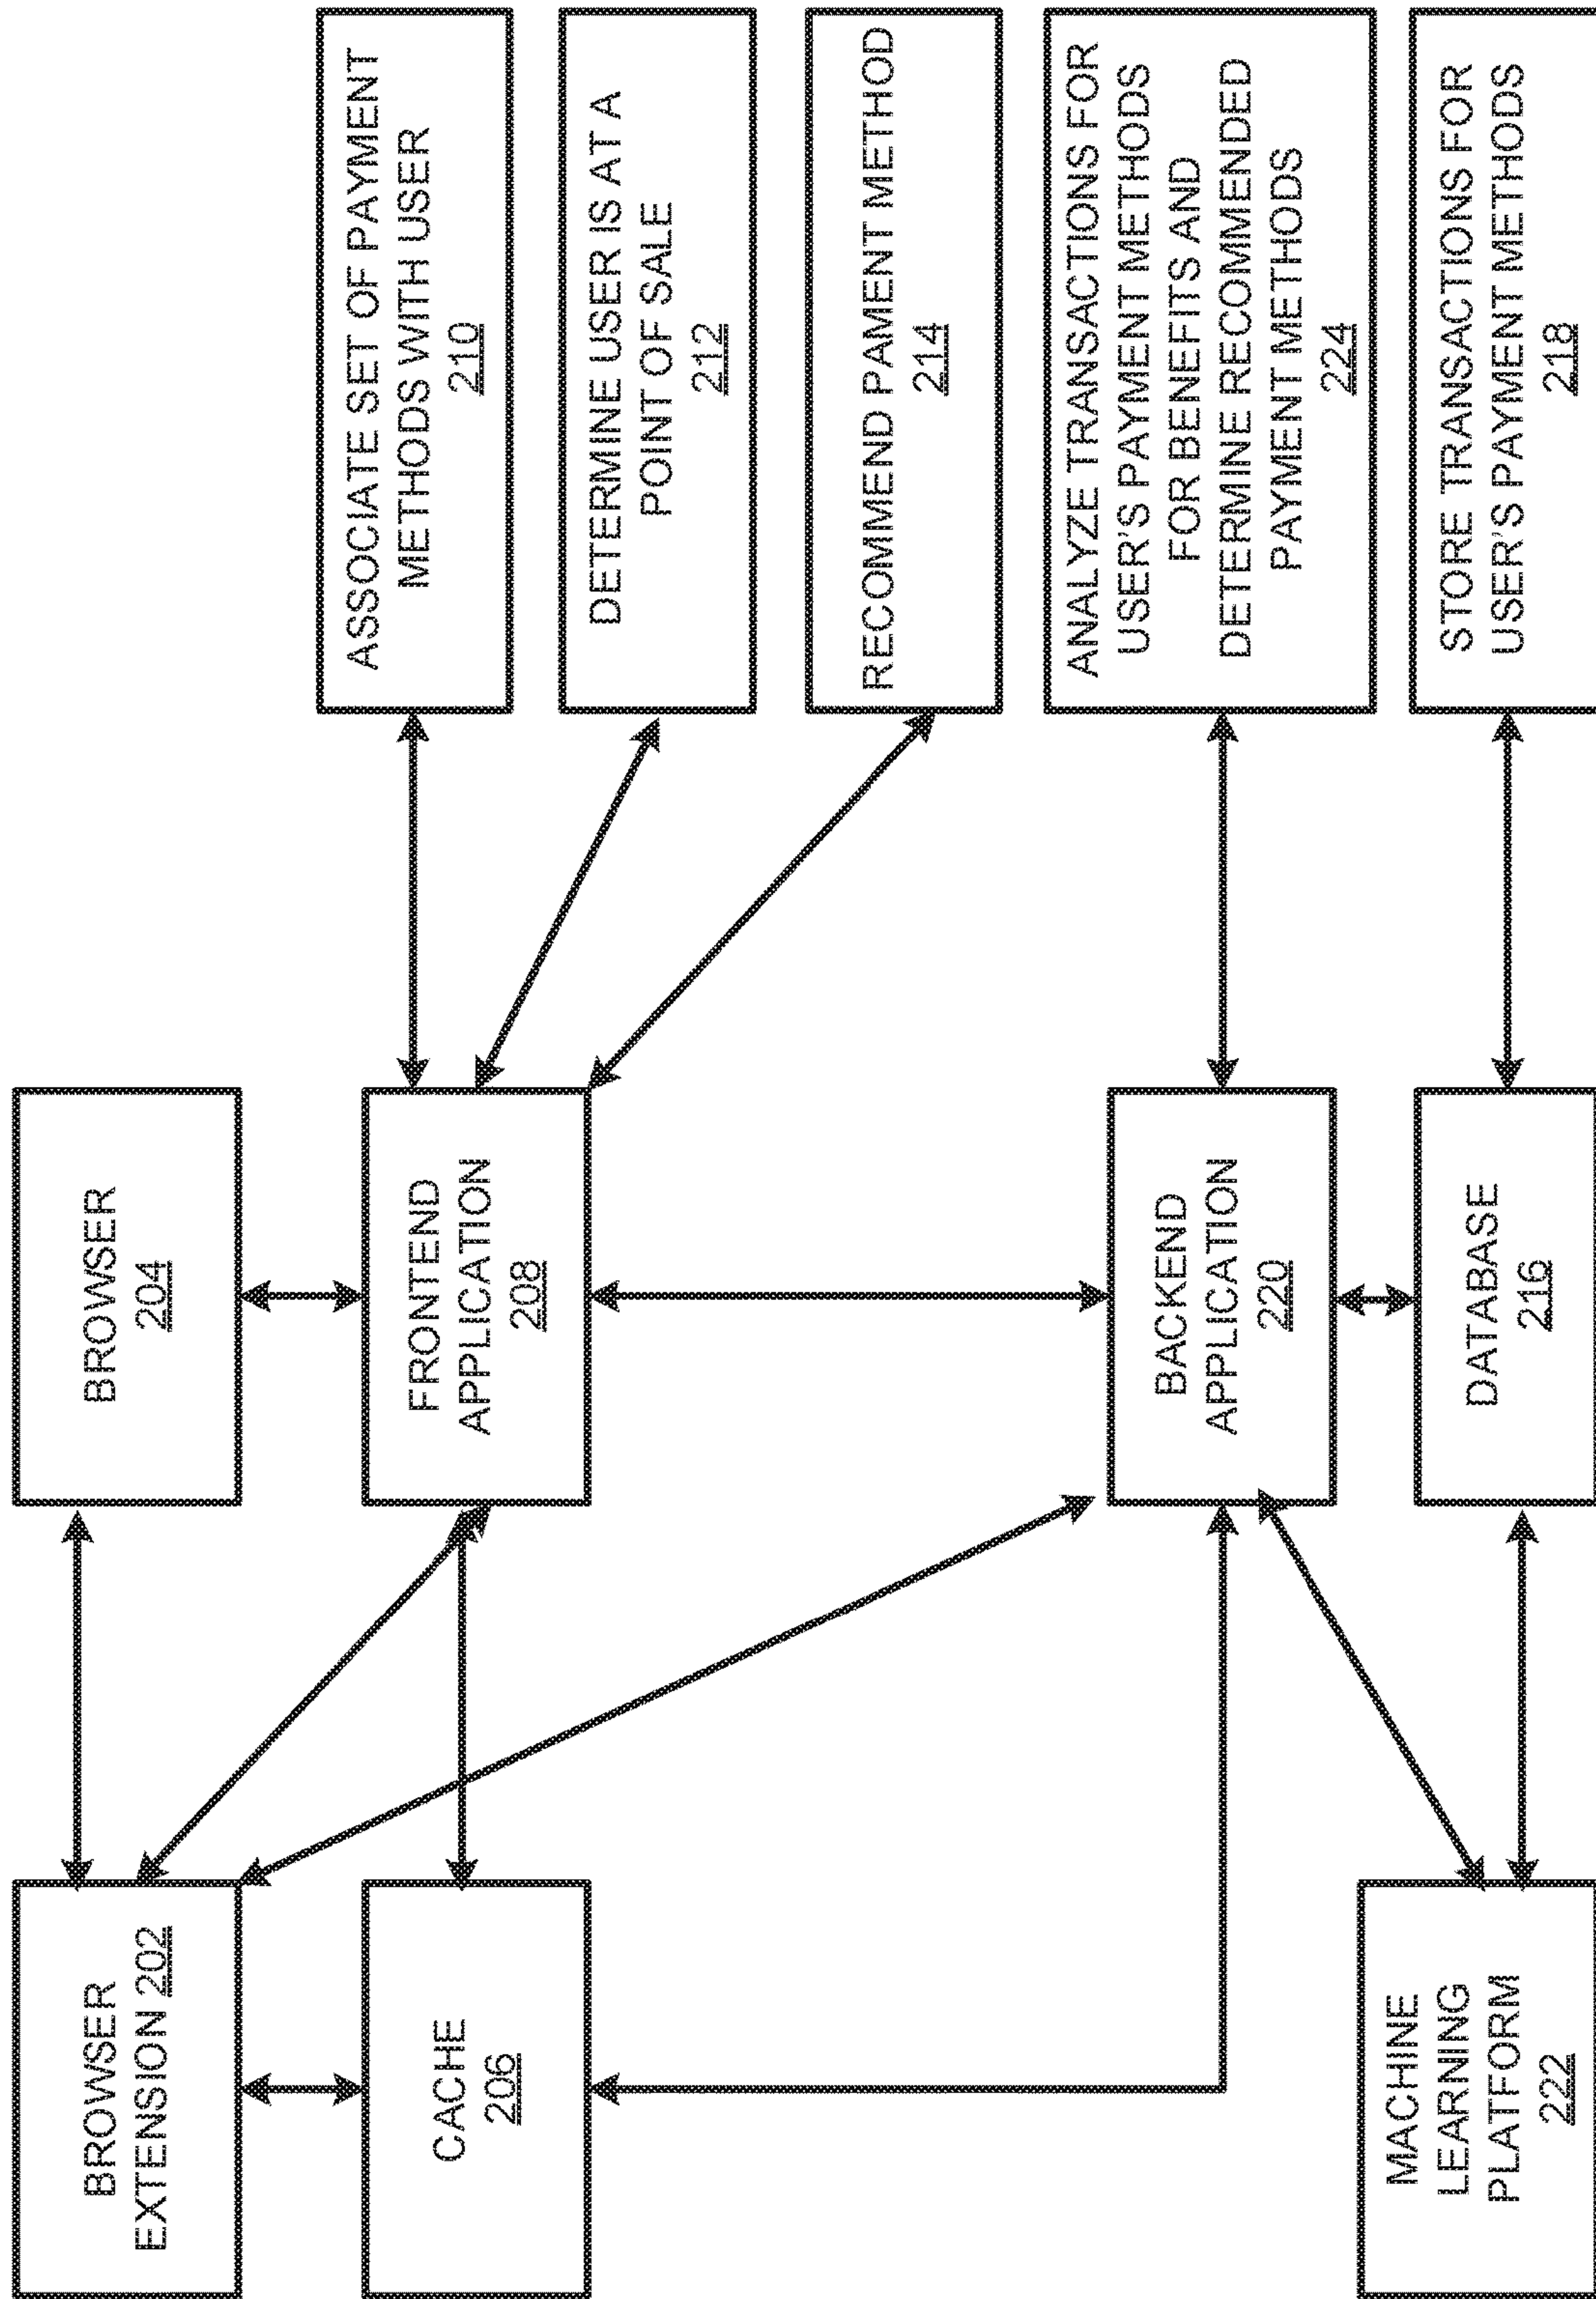 BROWSER
EXTENSION 202
CACHE
206
MACHINE
LEARNING
PLATFORM
222
BROWSER
204
FRONTEND
APPLICATION
208
BACKEND
APPLICATION
220
DATABASE
216
ASSOCIATE SET OF PAYMENT
METHODS WITH USER
210
DETERMINE USER IS AT A
POINT OF SALE
212
RECOMMEND PAMENT METHOD
214
ANALYZE TRANSACTIONS FOR
USER'S PAYMENT METHODS
FOR BENEFITS AND
DETERMINE RECOMMENDED
PAYMENT METHODS
224
STORE TRANSACTIONS FOR
USER'S PAYMENT METHODS
218